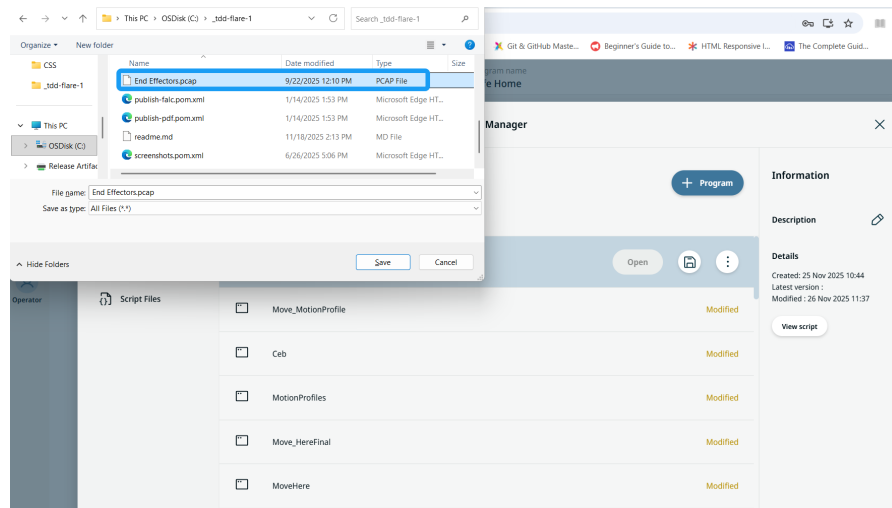 This PC > OSDisk (C:) > _tdd-flare-1
Search _tdd-flare-1
Organize
New folder
Name
Date modified
Type
Size
CSS
_tdd-flare-1
This PC
OSDisk (C:)
Release Artifac
End Effectors.pcap 9/22/2025 12:10 PM PCAP File
publish-falc.pom.xml 1/14/2025 1:53 PM Microsoft Edge HT...
publish-pdf.pom.xml 1/14/2025 1:53 PM Microsoft Edge HT...
readme.md 11/18/2025 2:13 PM MD File
screenshots.pom.xml 6/26/2025 5:06 PM Microsoft Edge HT...
File name: End Effectors.pcap
Save as type: All Files (*.*)
Hide Folders
Save
Cancel
Git & GitHub Maste...
Beginner's Guide to...
HTML Responsive I...
The Complete Guid...
gram name
e Home
Manager
Program
Open
Operator
Script Files
Move_MotionProfile Modified
Ceb Modified
MotionProfiles Modified
Move_HereFinal Modified
MoveHere Modified
Information
Description
Details
Created: 25 Nov 2025 10:44
Latest version :
Modified : 26 Nov 2025 11:37
View script